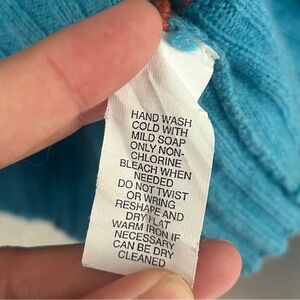 HAND WASH
COLD WITH
MILD SOAP
ONLY NON-
CHLORINE
BLEACH WHEN
NEEDED
DO NOT TWIST
OR WRING
RESHAPE AND
DRY FLAT
WARM IRON IF
NECESSARY
CAN BE DRY
CLEANED